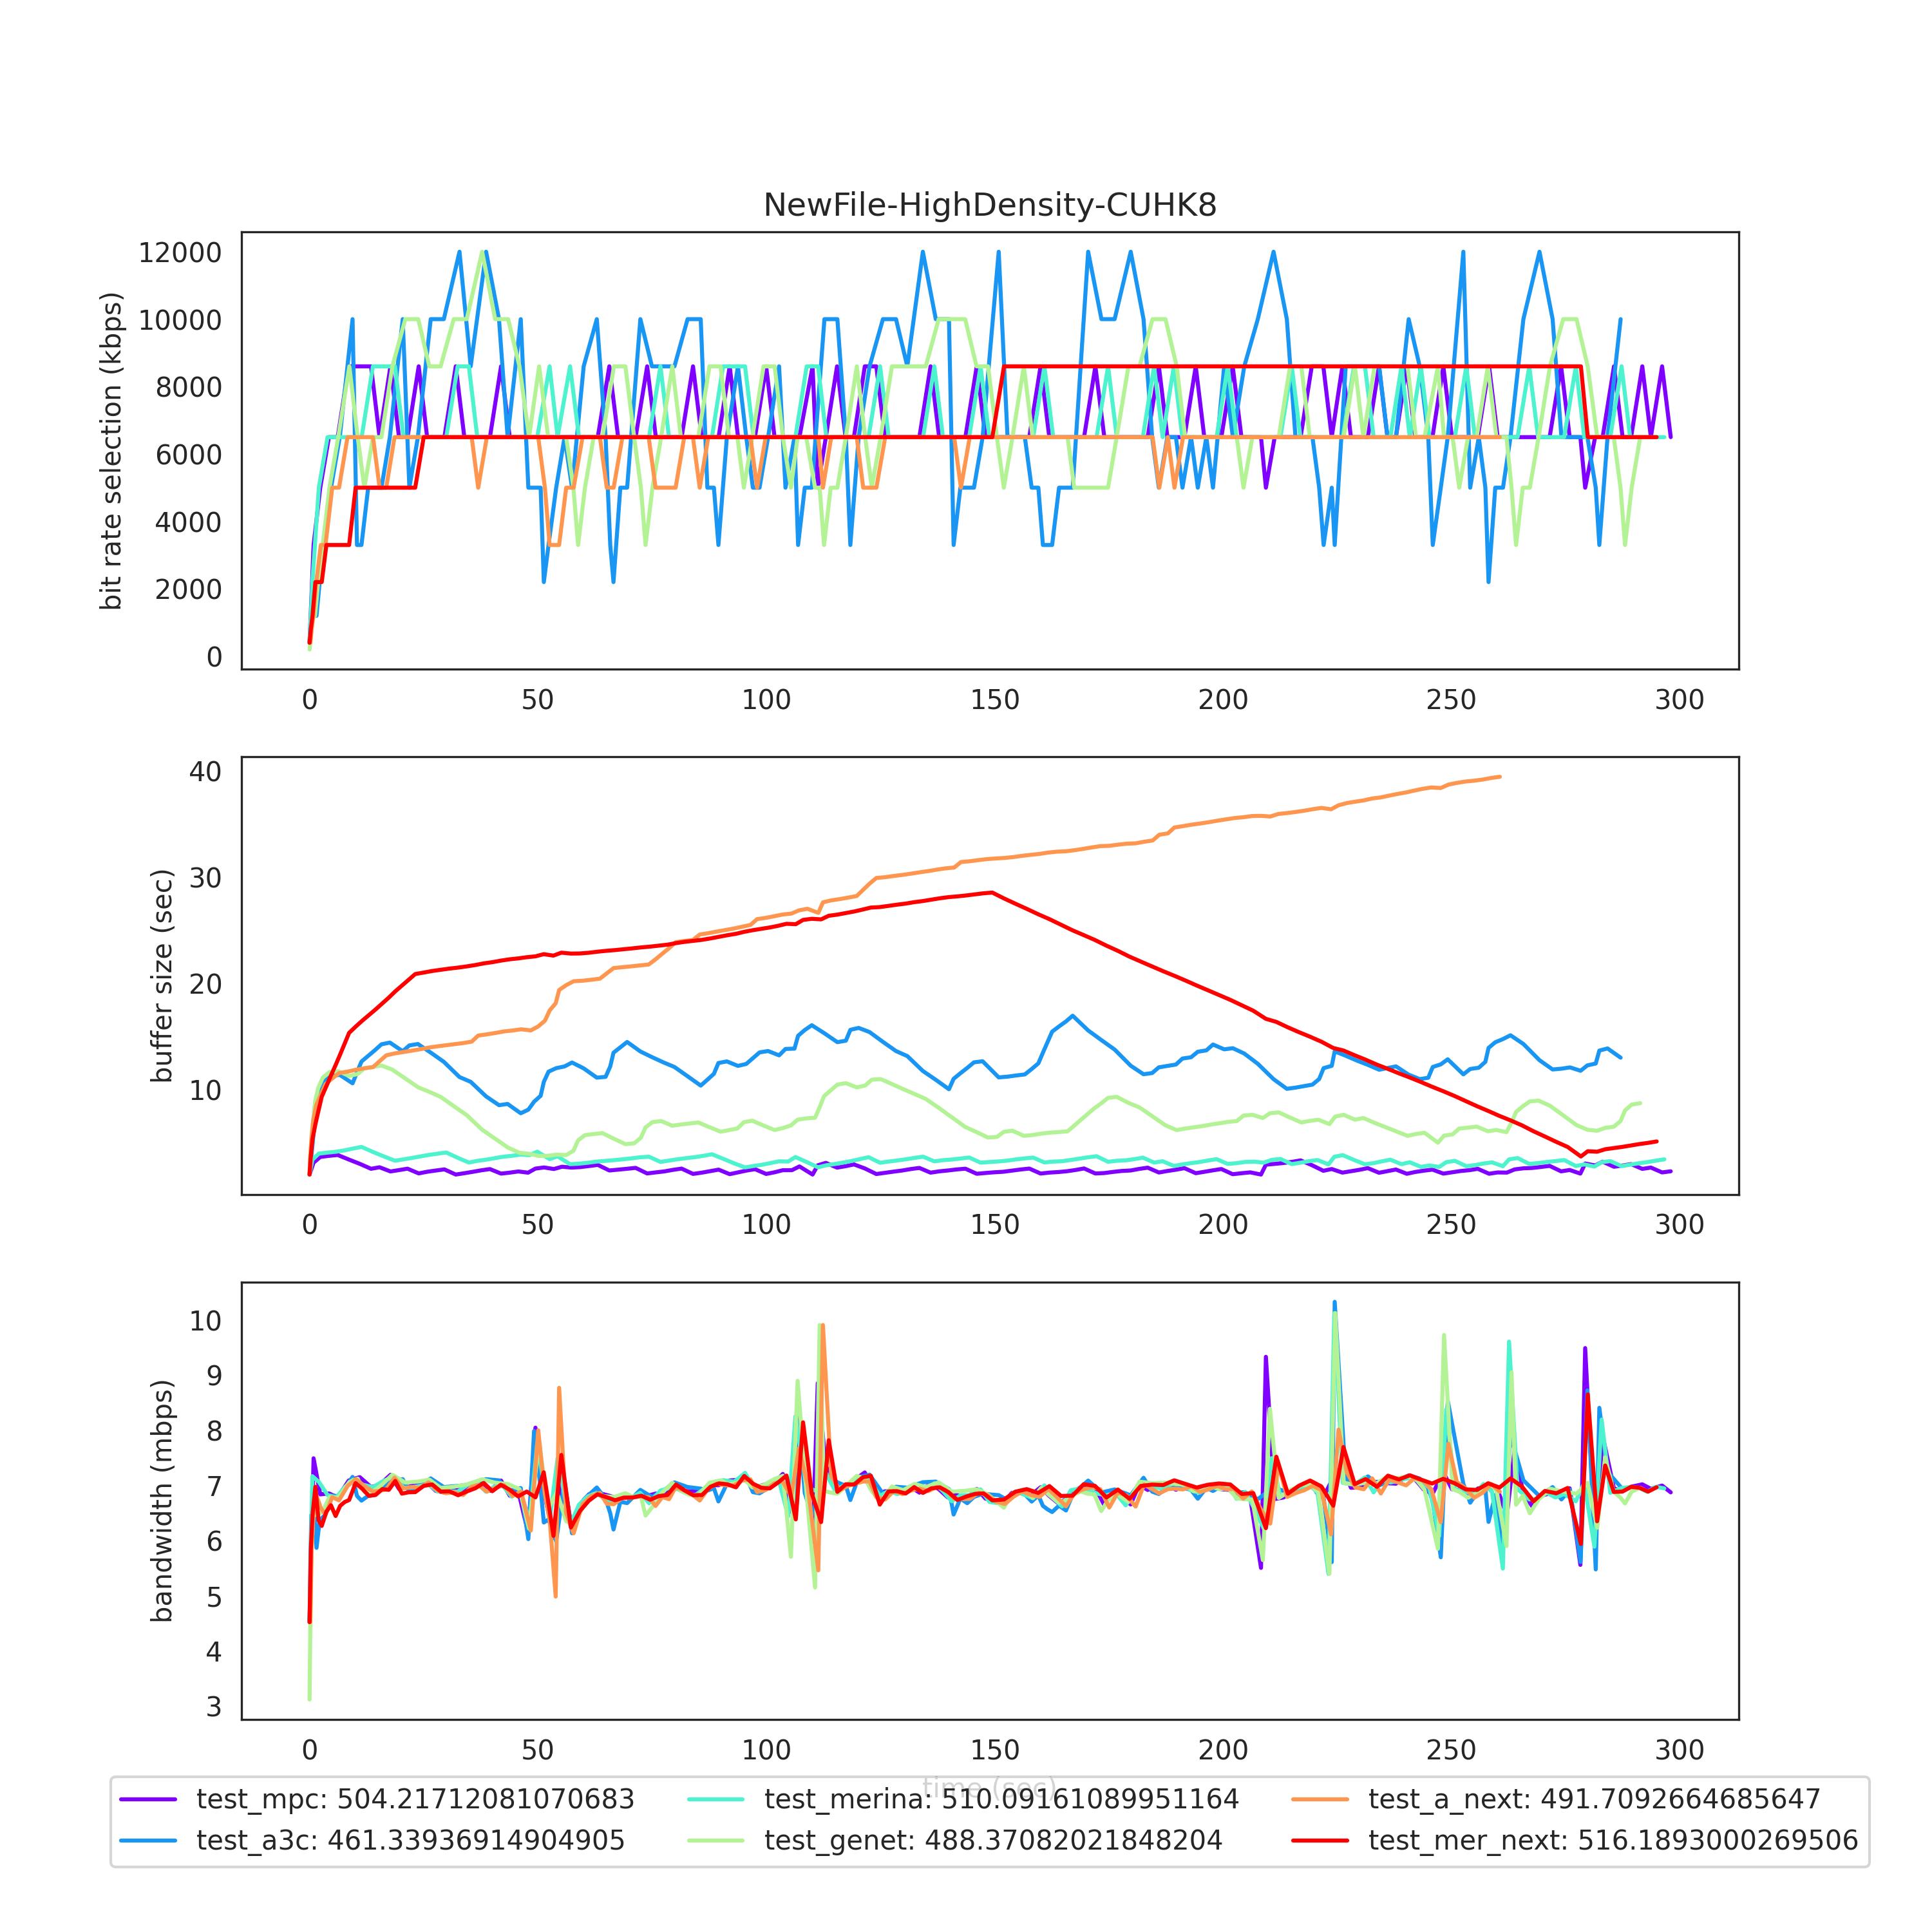 NewFile-HighDensity-CUHK8
bit rate selection (kbps)
12000
10000
8000
6000
4000
2000
0
0 50 100 150 200 250 300
buffer size (sec)
40
30
20
10
0 50 100 150 200 250 300
bandwidth (mbps)
10
9
8
7
6
5
4
3
0 50 100 150 200 250 300
time (sec)
test_mpc: 504.21712081070683 test_merina: 510.09161089951164 test_a_next: 491.7092664685647
test_a3c: 461.33936914904905 test_genet: 488.37082021848204 test_mer_next: 516.1893000269506